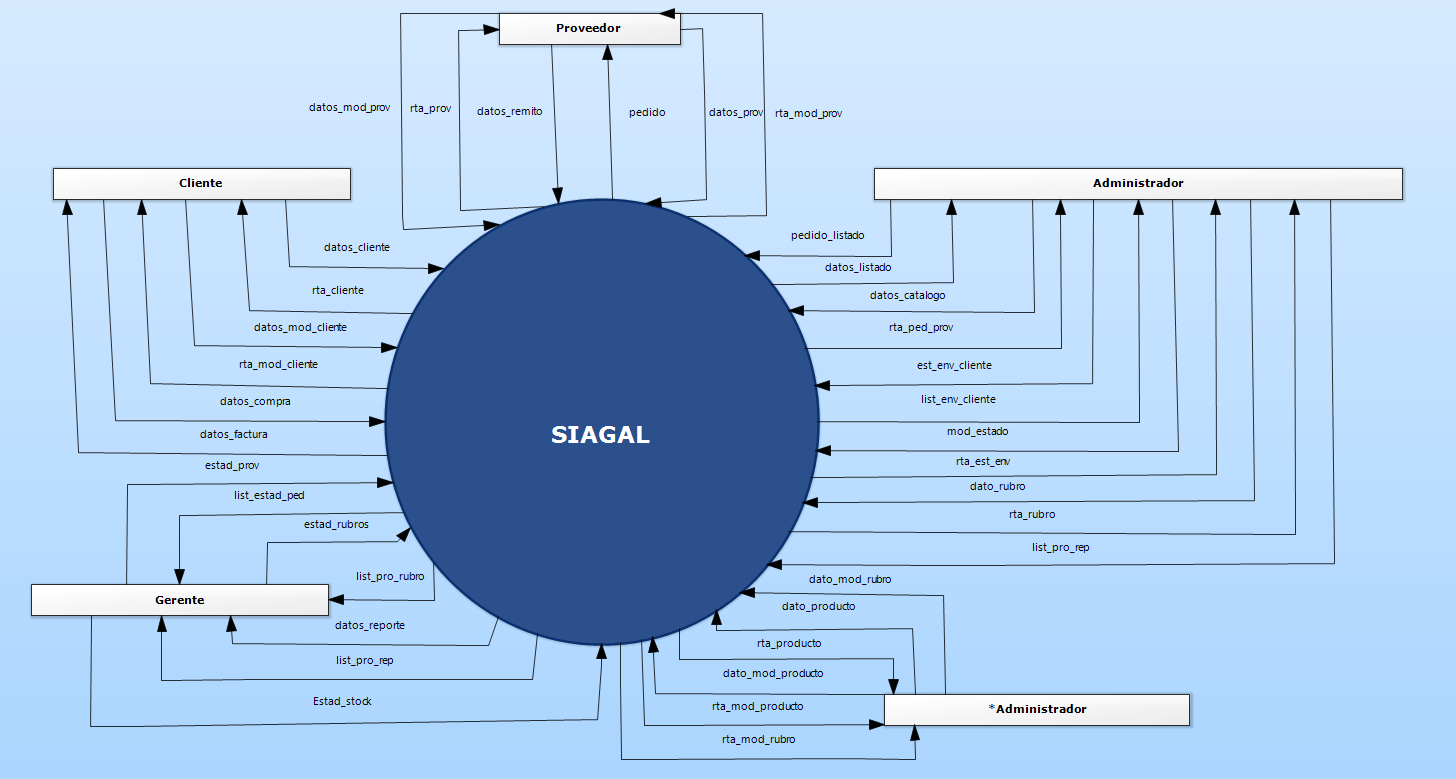 Proveedor
datos_mod_prov
rta_prov
datos_remito
pedido
datos_prov
rta_mod_prov
Cliente
Administrador
datos_cliente
rta_cliente
datos_mod_cliente
rta_mod_cliente
datos_compra
datos_factura
pedido_listado
datos_listado
datos_catalogo
rta_ped_prov
est_env_cliente
list_env_cliente
mod_estado
rta_est_env
dato_rubro
rta_rubro
list_pro_rep
SIAGAL
estad_prov
list_estad_ped
estad_rubros
list_pro_rubro
Gerente
datos_reporte
list_pro_rep
Estad_stock
dato_mod_rubro
dato_producto
rta_producto
dato_mod_producto
rta_mod_producto
rta_mod_rubro
*Administrador